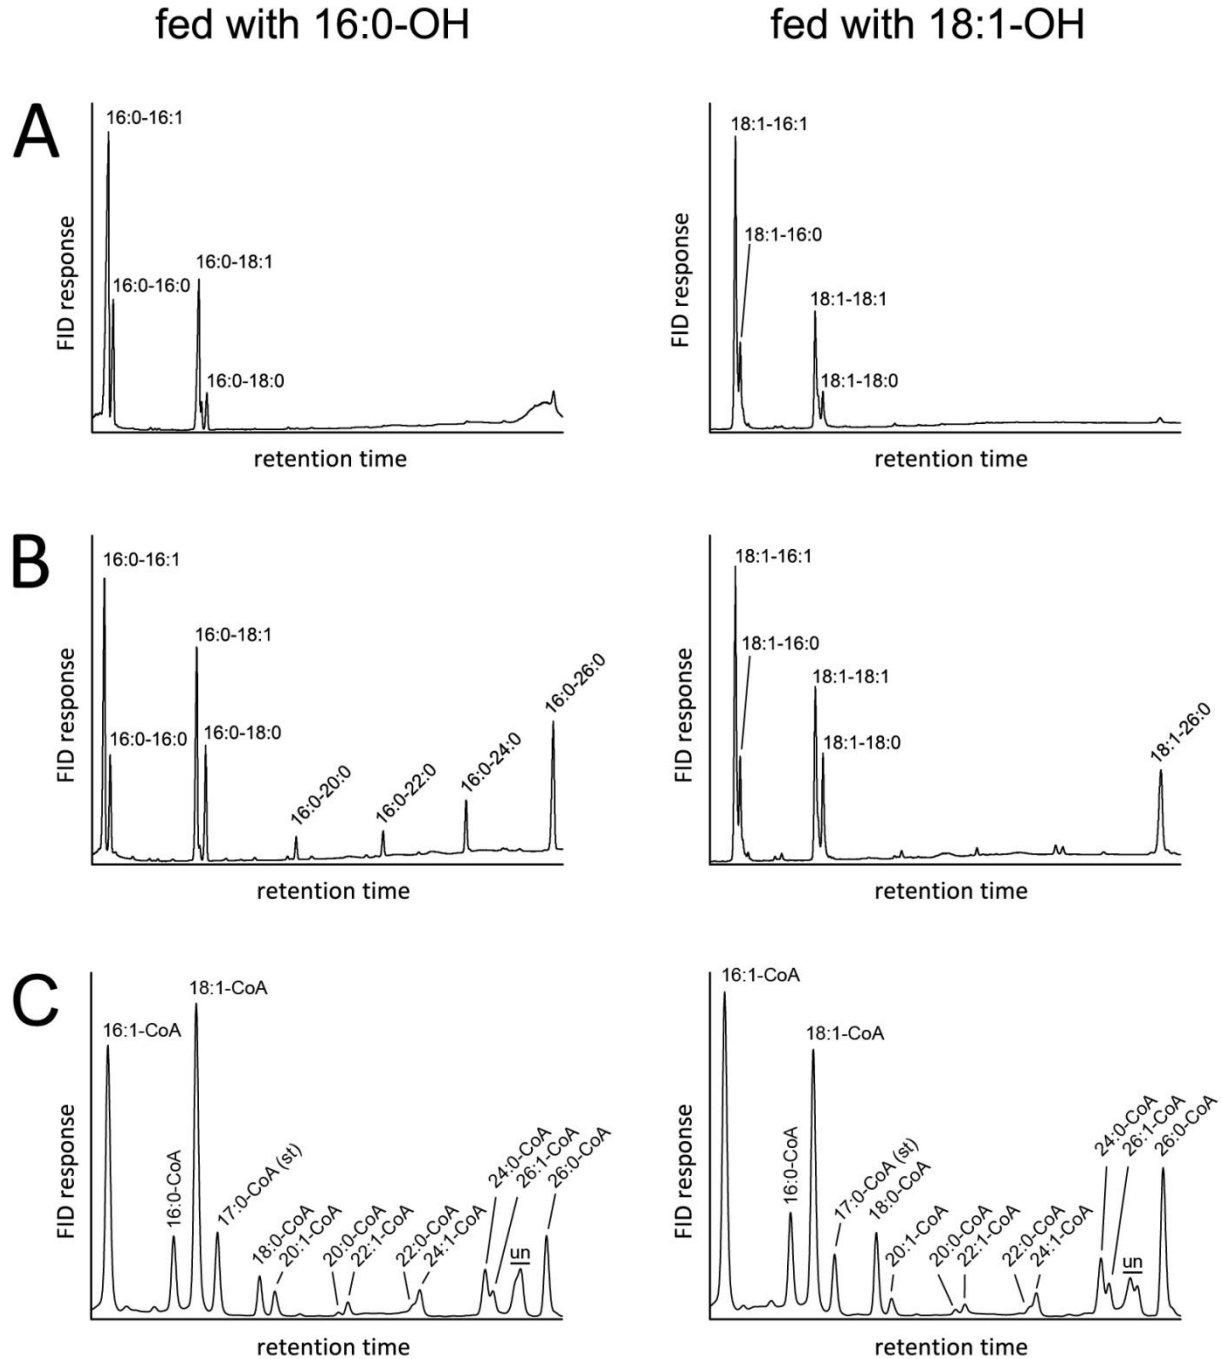 fed with 16:0-OH
fed with 18:1-OH
A
FID response
16:0-16:1
16:0-16:0
16:0-18:1
16:0-18:0
retention time
FID response
18:1-16:1
18:1-16:0
18:1-18:1
18:1-18:0
retention time
B
FID response
16:0-16:1
16:0-16:0
16:0-18:1
16:0-18:0
16:0-20:0
16:0-22:0
16:0-24:0
16:0-26:0
retention time
FID response
18:1-16:1
18:1-16:0
18:1-18:1
18:1-18:0
18:1-26:0
retention time
C
FID response
16:1-CoA
16:0-CoA
18:1-CoA
17:0-CoA (st)
18:0-CoA
20:1-CoA
20:0-CoA
22:1-CoA
22:0-CoA
24:1-CoA
24:0-CoA
26:1-CoA
un
26:0-CoA
retention time
FID response
16:1-CoA
16:0-CoA
18:1-CoA
17:0-CoA (st)
18:0-CoA
20:1-CoA
20:0-CoA
22:1-CoA
22:0-CoA
24:1-CoA
24:0-CoA
26:1-CoA
un
26:0-CoA
retention time